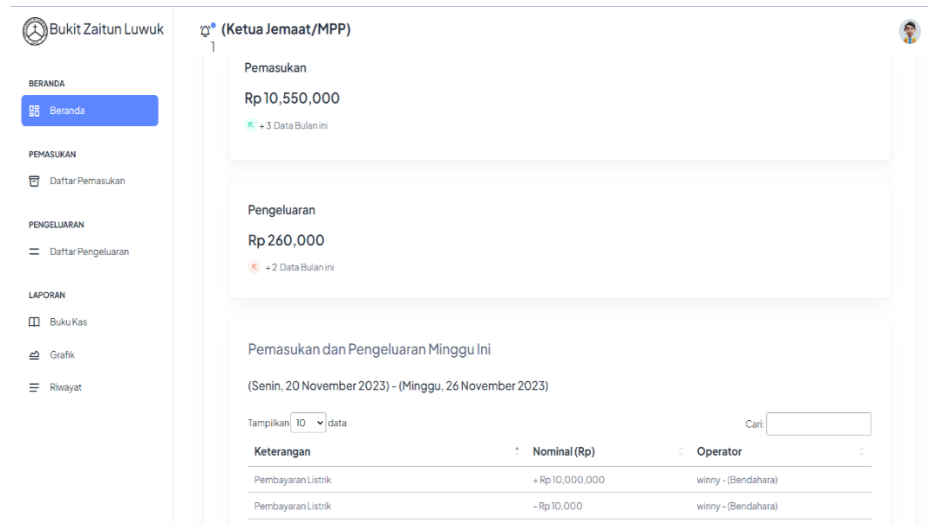 Bukit Zaitun Luwuk
(Ketua Jemaat/MPP)
1
BERANDA
Beranda
PEMASUKAN
Daftar Pemasukan
PENGELUARAN
Daftar Pengeluaran
LAPORAN
Buku Kas
Grafik
Riwayat
Pemasukan
Rp 10,550,000
+ 3 Data Bulan ini
Pengeluaran
Rp 260,000
+ 2 Data Bulan ini
Pemasukan dan Pengeluaran Minggu Ini
(Senin, 20 November 2023) - (Minggu, 26 November 2023)
Tampilkan 10 data Cari:
Keterangan Nominal (Rp) Operator
Pembayaran Listrik + Rp 10,000,000 winny - (Bendahara)
Pembayaran Listrik - Rp 10,000 winny - (Bendahara)